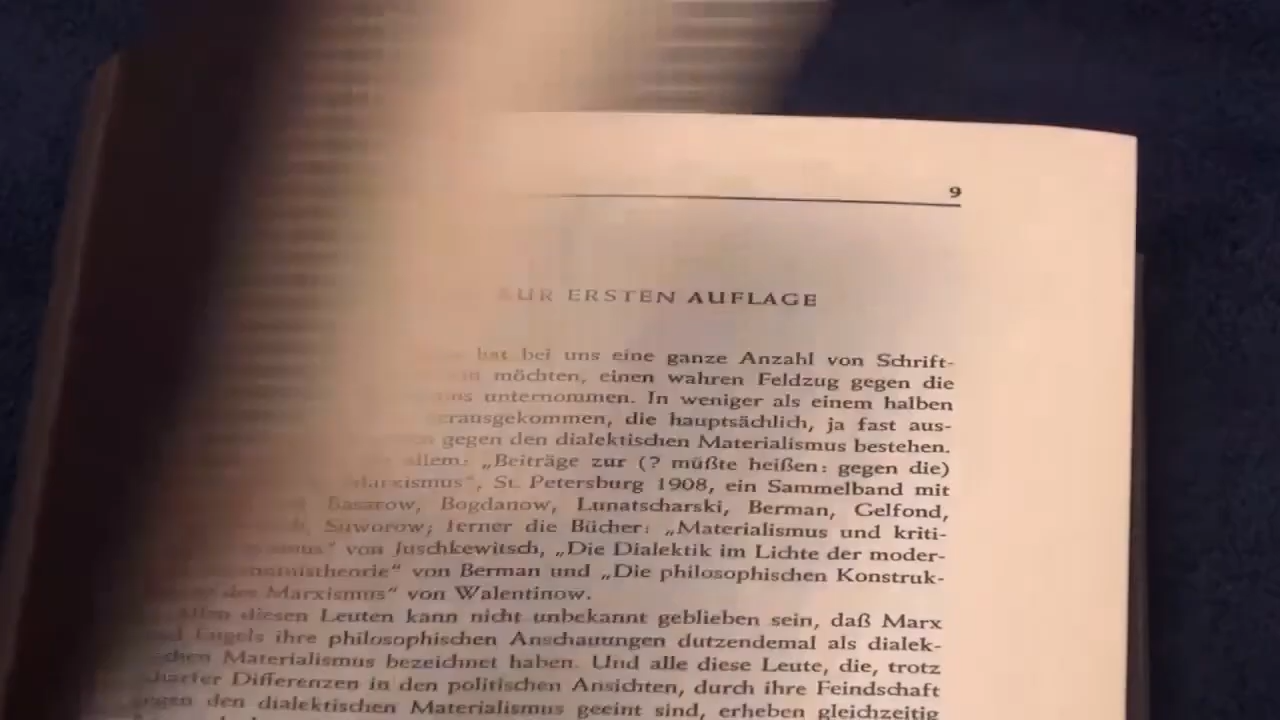 9
ZUR ERSTEN AUFLAGE
hat bei uns eine ganze Anzahl von Schrift-
möchten, einen wahren Feldzug gegen die
unternommen. In weniger als einem halben
herausgekommen, die hauptsächlich, ja fast aus-
gegen den dialektischen Materialismus bestehen.
allem: „Beiträge zur (? müßte heißen: gegen die)
Marxismus“, St. Petersburg 1908, ein Sammelband mit
Basarow, Bogdanow, Lunatscharski, Berman, Gelfond,
Suworow; ferner die Bücher: „Materialismus und kriti-
von Juschkewitsch, „Die Dialektik im Lichte der moder-
von Berman und „Die philosophischen Konstruk-
des Marxismus“ von Walentinow.
Allen diesen Leuten kann nicht unbekannt geblieben sein, daß Marx
und Engels ihre philosophischen Anschauungen dutzendemal als dialek-
tischen Materialismus bezeichnet haben. Und alle diese Leute, die, trotz
scharfer Differenzen in den politischen Ansichten, durch ihre Feindschaft
gegen den dialektischen Materialismus geeint sind, erheben gleichzeitig